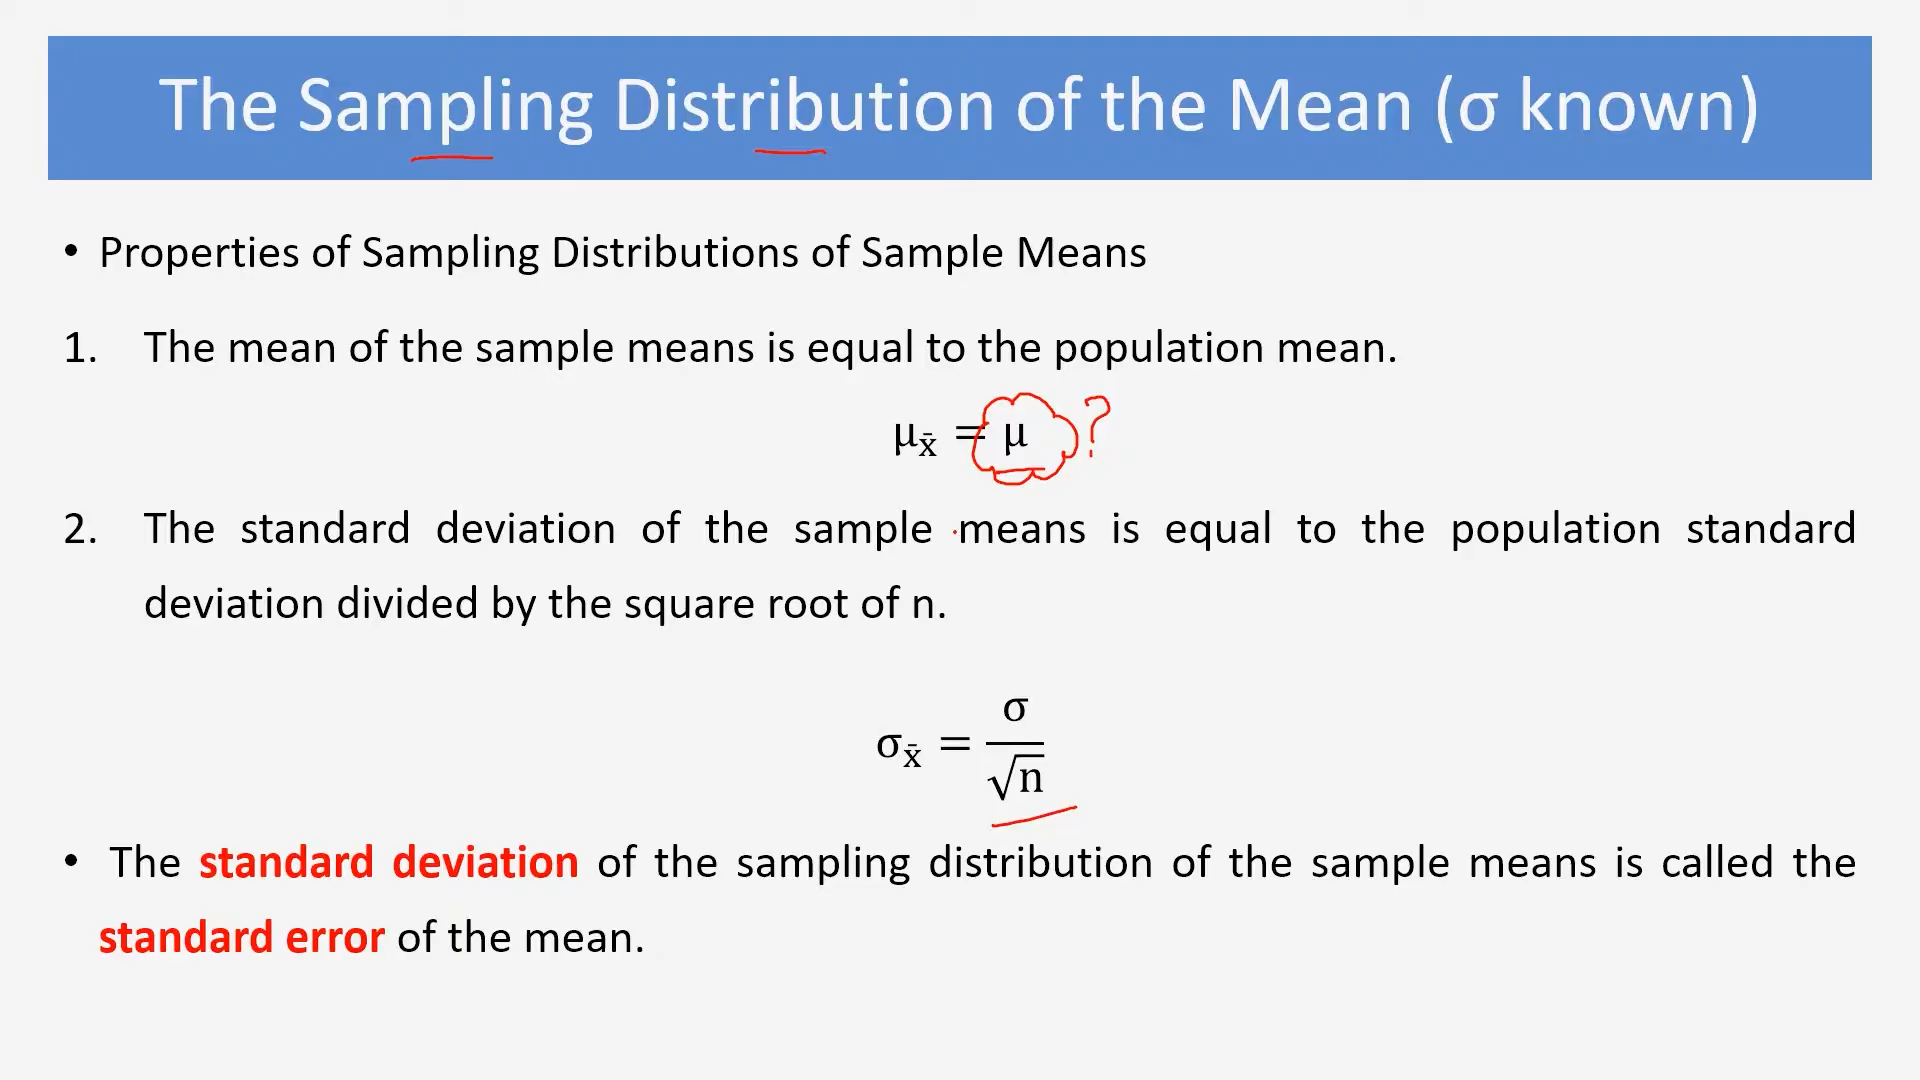 The Sampling Distribution of the Mean (σ known)
• Properties of Sampling Distributions of Sample Means
1. The mean of the sample means is equal to the population mean.
μx̄ = μ ?
2. The standard deviation of the sample means is equal to the population standard
deviation divided by the square root of n.
σx̄ = σ/√n
• The standard deviation of the sampling distribution of the sample means is called the
standard error of the mean.